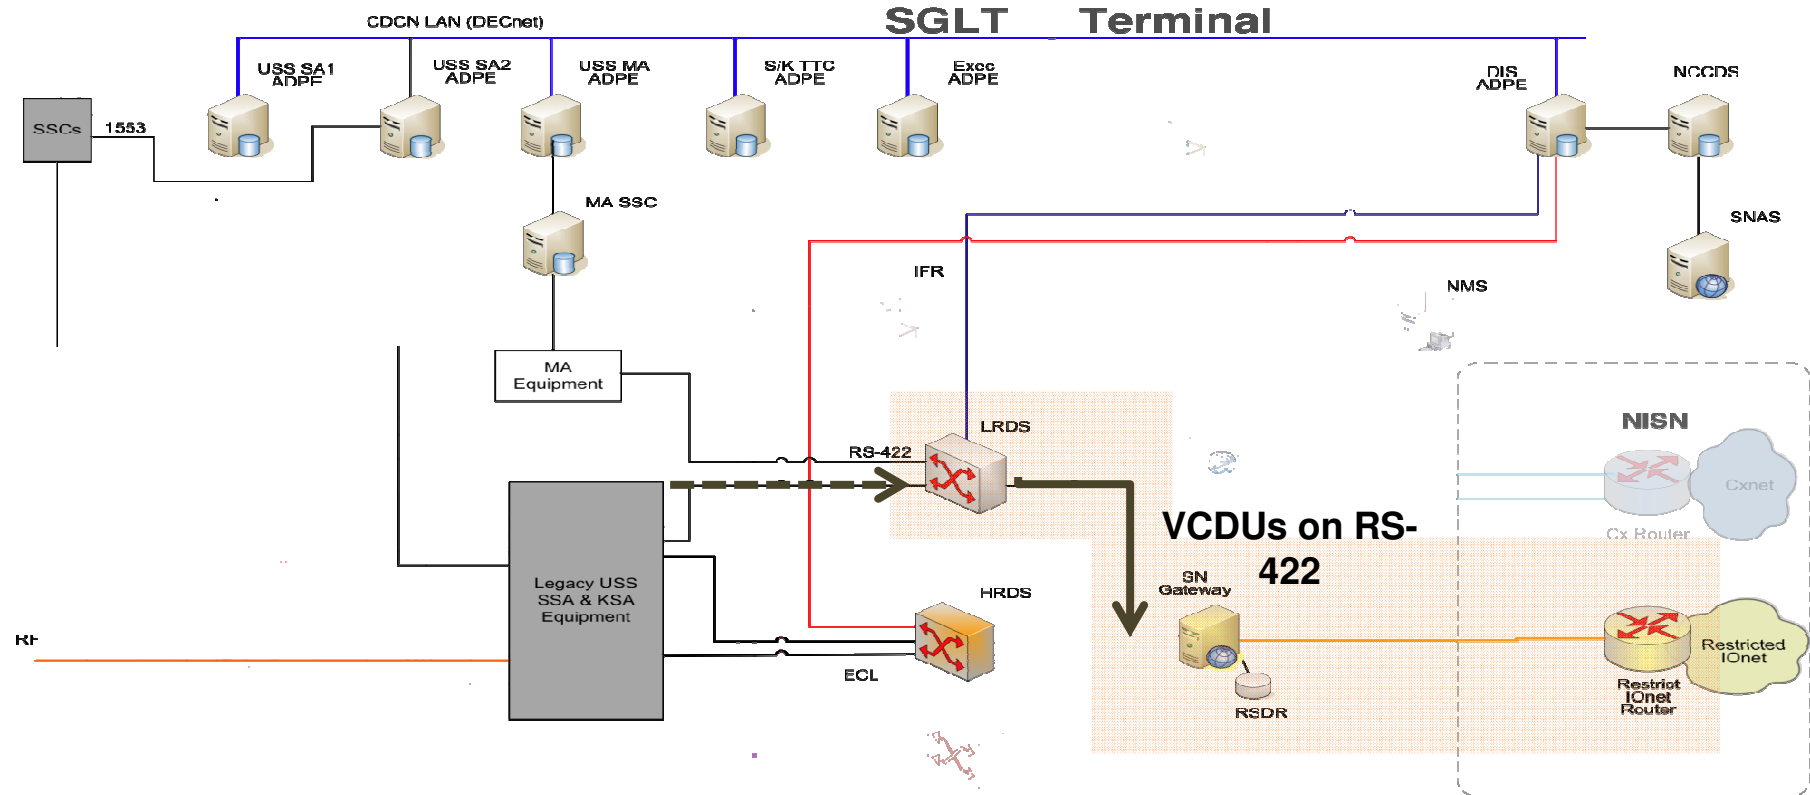 SGLT Terminal
CDCN LAN (DECnet)
USS SA1
ADPE
USS SA2
ADPE
USS MA
ADPE
S/K TTC
ADPE
Exec
ADPE
DIS
ADPE
NCCDS
SSCs
1553
MA SSC
SNAS
IFR
NMS
MA
Equipment
NISN
LRDS
RS-422
Cxnet
Cx Router
VCDUs on RS-
422
SN
Gateway
HRDS
Legacy USS
SSA & KSA
Equipment
RF
ECL
Restricted
IOnet
Restrict
IOnet
Router
RSDR